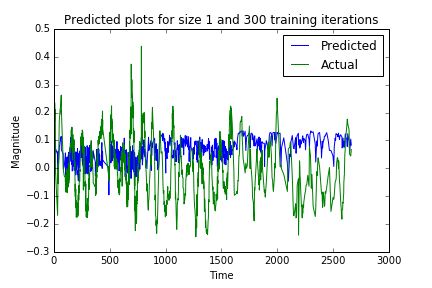 Predicted plots for size 1 and 300 training iterations
Predicted
Actual
Magnitude
0.5
0.4
0.3
0.2
0.1
0.0
−0.1
−0.2
−0.3
0 500 1000 1500 2000 2500 3000
Time